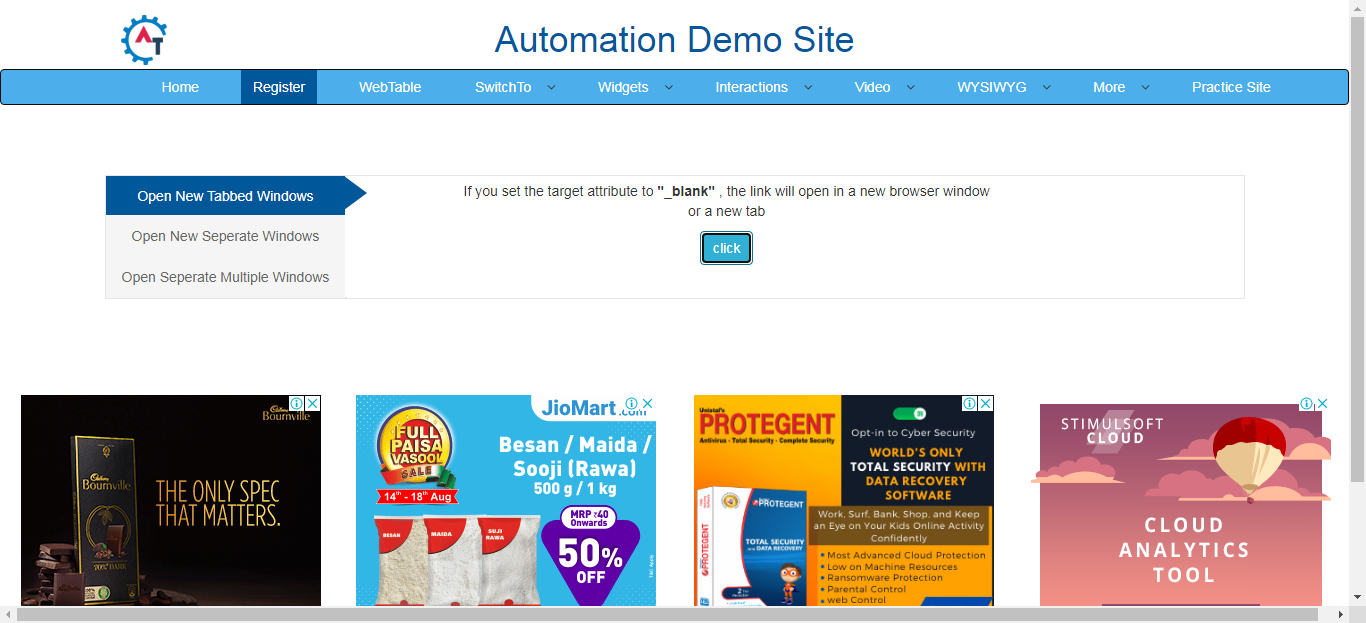 AT
Automation Demo Site
Home
Register
WebTable
SwitchTo
Widgets
Interactions
Video
WYSIWYG
More
Practice Site
Open New Tabbed Windows
Open New Seperate Windows
Open Seperate Multiple Windows
If you set the target attribute to "_blank" , the link will open in a new browser window
or a new tab
click
Cadbury
Bournville
Cadbury
Bournville
70% DARK
THE ONLY SPEC
THAT MATTERS.
JioMart.com
FULL
PAISA
VASOOL
SALE
14th - 18th Aug
Besan / Maida /
Sooji (Rawa)
500 g / 1 kg
BESAN
MAIDA
SUJI
RAWA
MRP ₹40
Onwards
50%
OFF
Unistal's
PROTEGENT
Antivirus - Total Security - Complete Security
Opt-in to Cyber Security
WORLD'S ONLY
TOTAL SECURITY WITH
DATA RECOVERY
SOFTWARE
Work, Surf, Bank, Shop, and Keep
an Eye on Your Kids Online Activity
Confidently
• Most Advanced Cloud Protection
• Low on Machine Resources
• Ransomware Protection
• Parental Control
• web Control
PROTEGENT
PROTEGENT
TOTAL SECURITY
WITH DATA RECOVERY
STIMULSOFT
CLOUD
CLOUD
ANALYTICS
TOOL